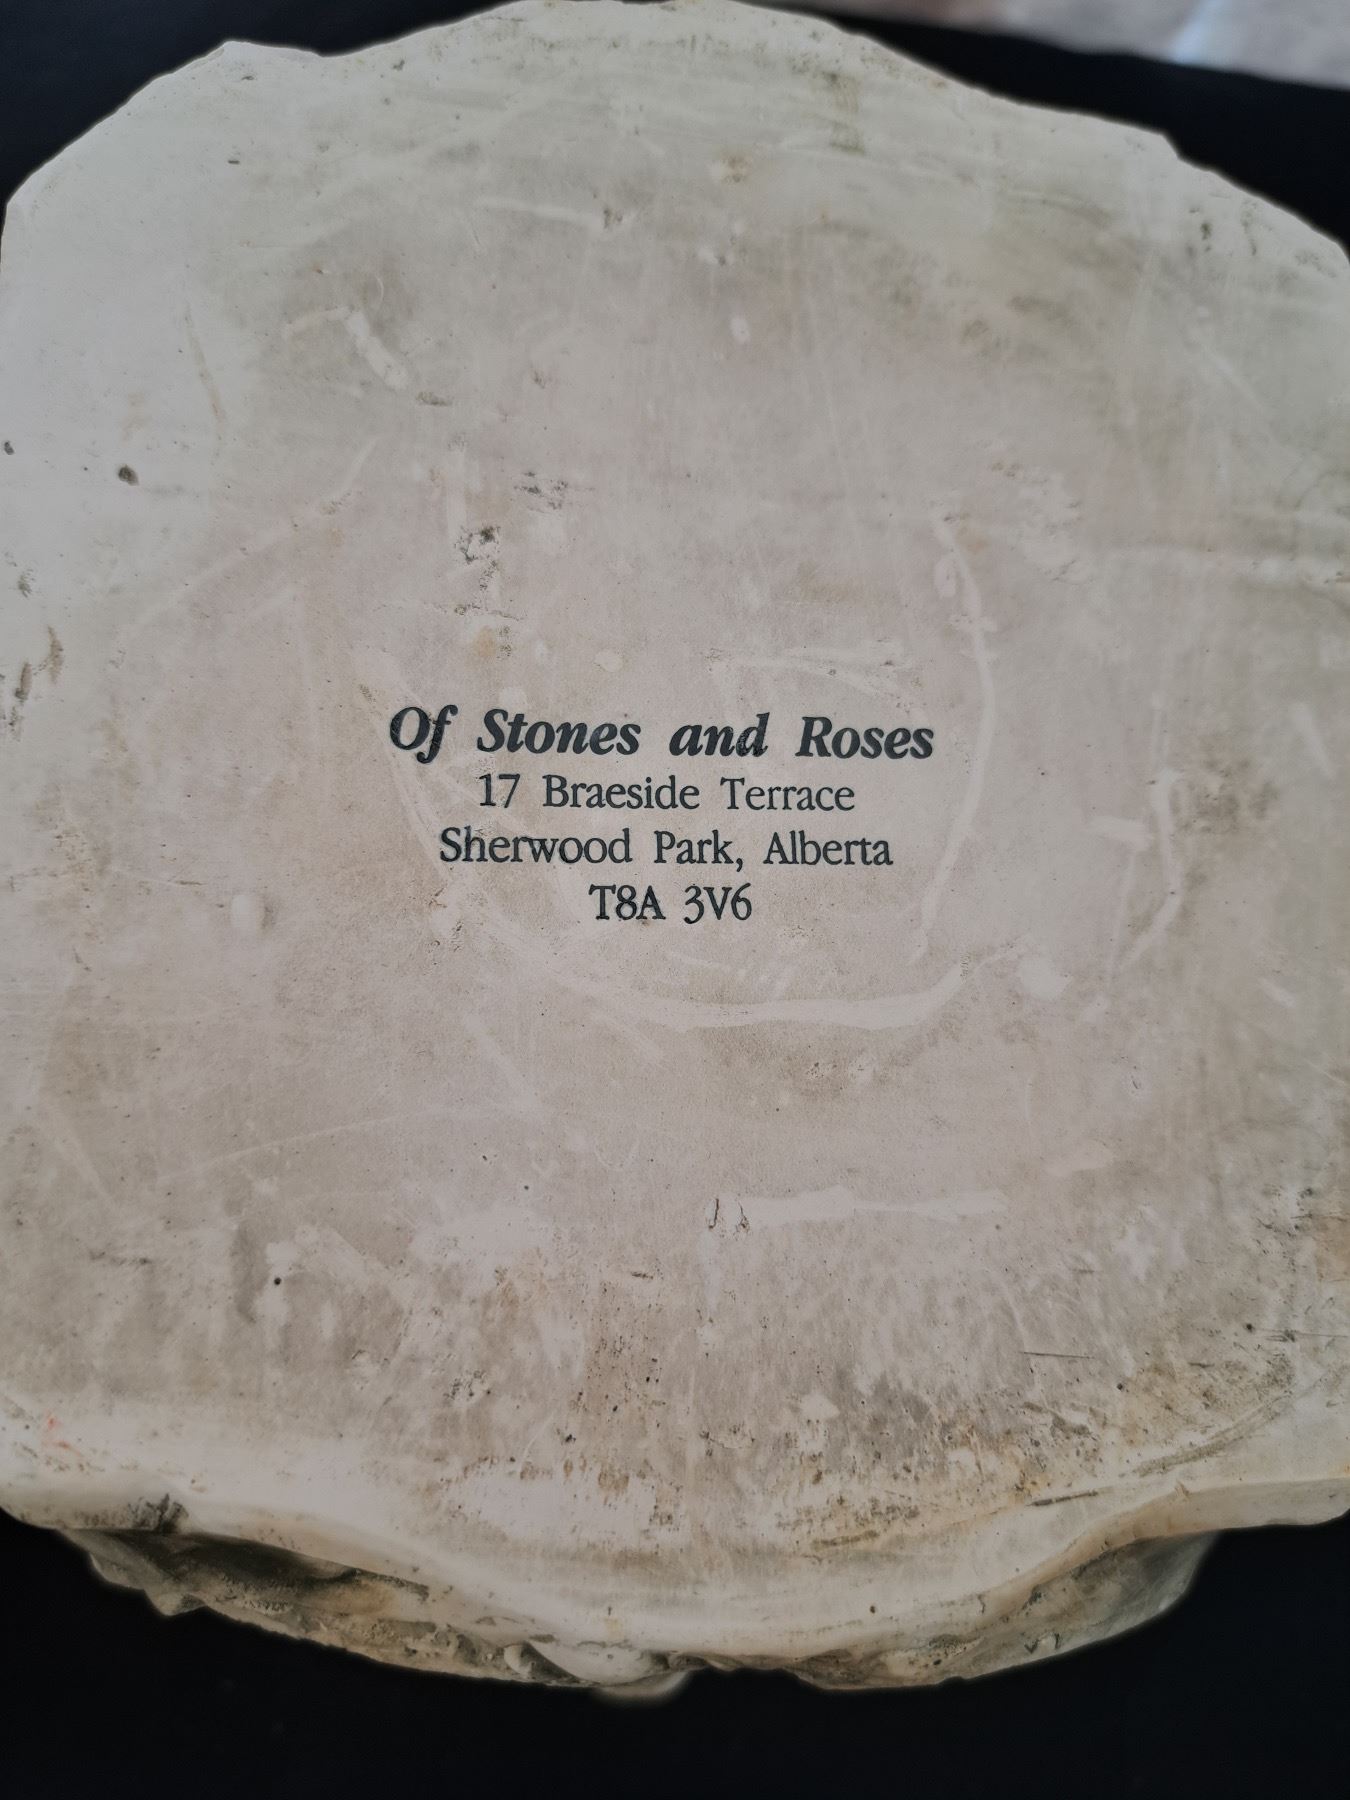 Of Stones and Roses
17 Braeside Terrace
Sherwood Park, Alberta
T8A 3V6